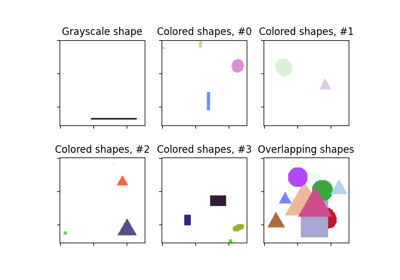 Grayscale shape
Colored shapes, #0
Colored shapes, #1
Colored shapes, #2
Colored shapes, #3
Overlapping shapes